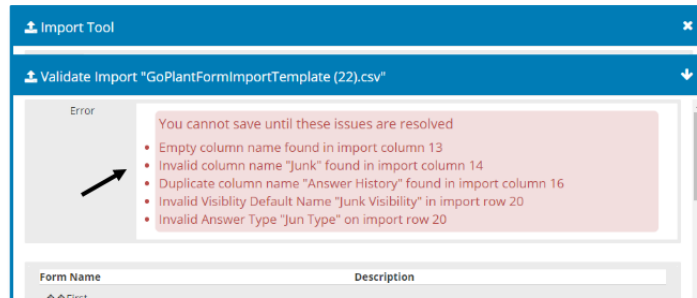 Import Tool
Validate Import "GoPlantFormImportTemplate (22).csv"
Error
You cannot save until these issues are resolved
Empty column name found in import column 13
Invalid column name "Junk" found in import column 14
Duplicate column name "Answer History" found in import column 16
Invalid Visiblity Default Name "Junk Visibility" in import row 20
Invalid Answer Type "Jun Type" on import row 20
Form Name Description
��First